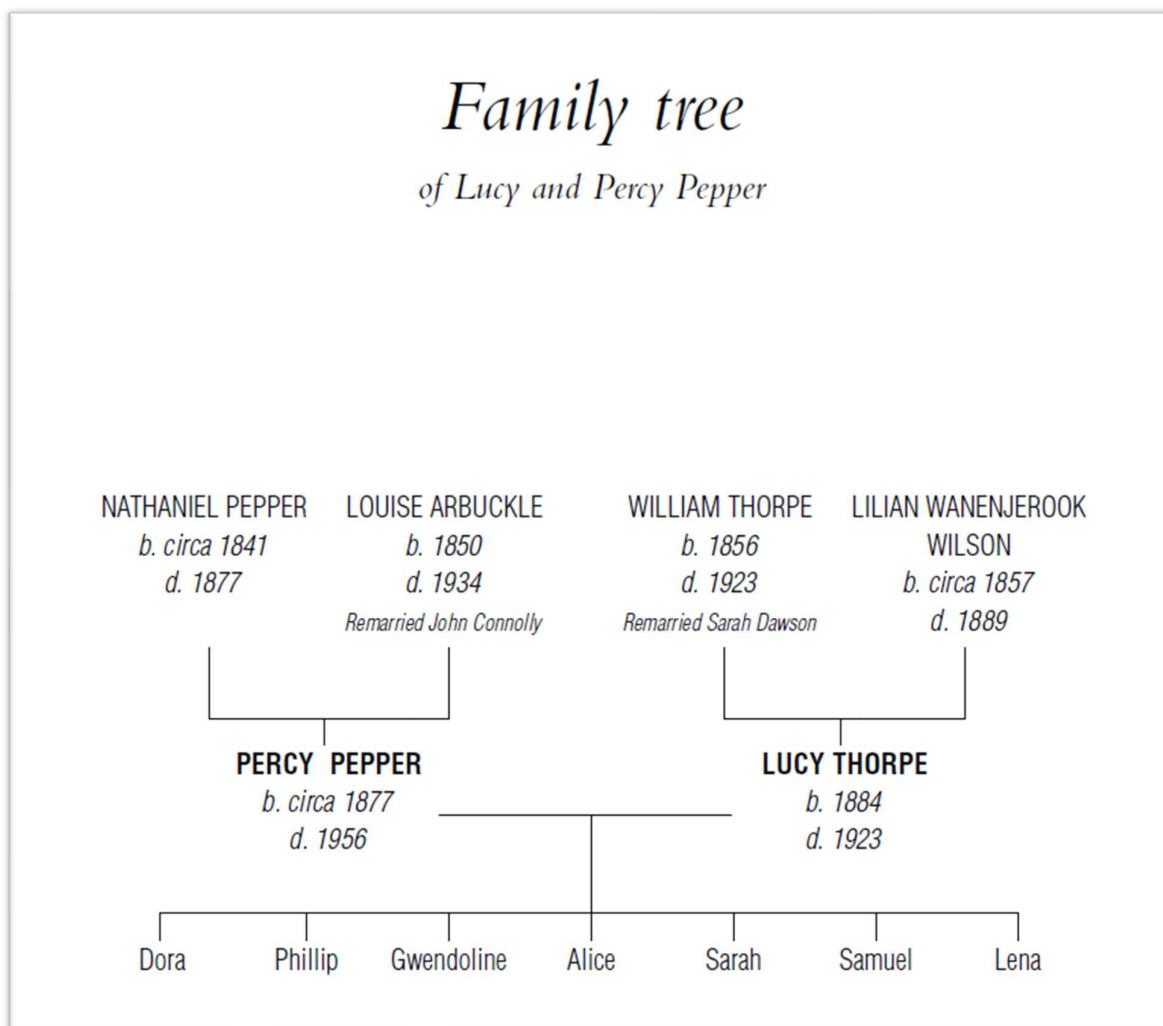 Family tree
of Lucy and Percy Pepper
NATHANIEL PEPPER
b. circa 1841
d. 1877
LOUISE ARBUCKLE
b. 1850
d. 1934
Remarried John Connolly
WILLIAM THORPE
b. 1856
d. 1923
Remarried Sarah Dawson
LILIAN WANENJEROOK
WILSON
b. circa 1857
d. 1889
PERCY PEPPER
b. circa 1877
d. 1956
LUCY THORPE
b. 1884
d. 1923
Dora Phillip Gwendoline Alice Sarah Samuel Lena